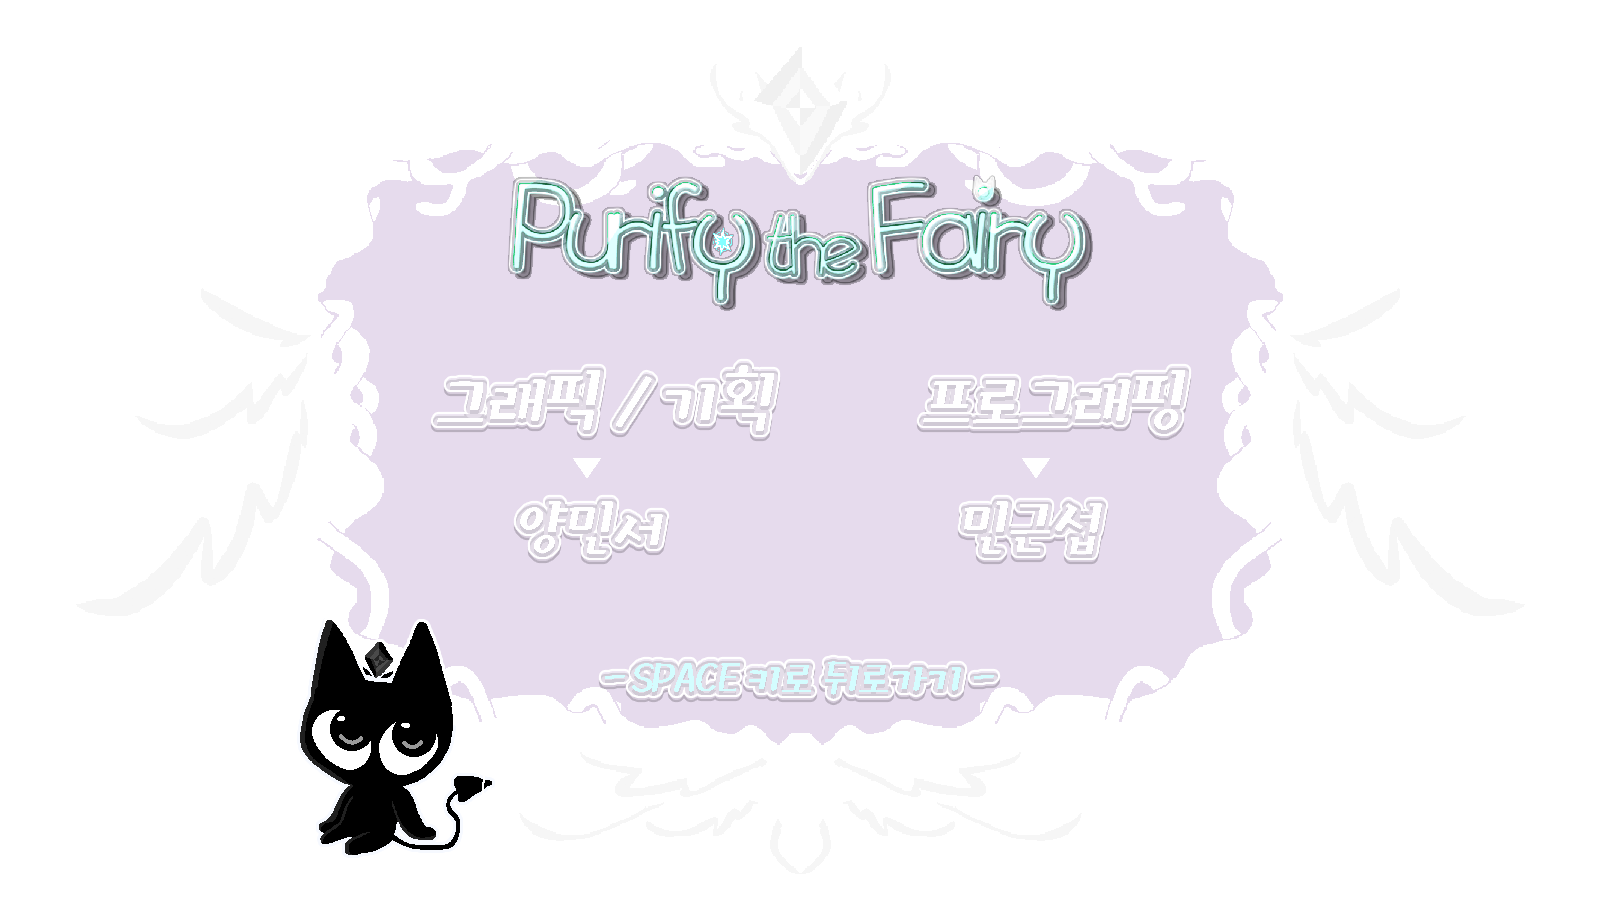 Purify the Fairy
그래픽 / 기획
프로그래핑
양민서
민근섭
- SPACE 키로 뒤로가기 -